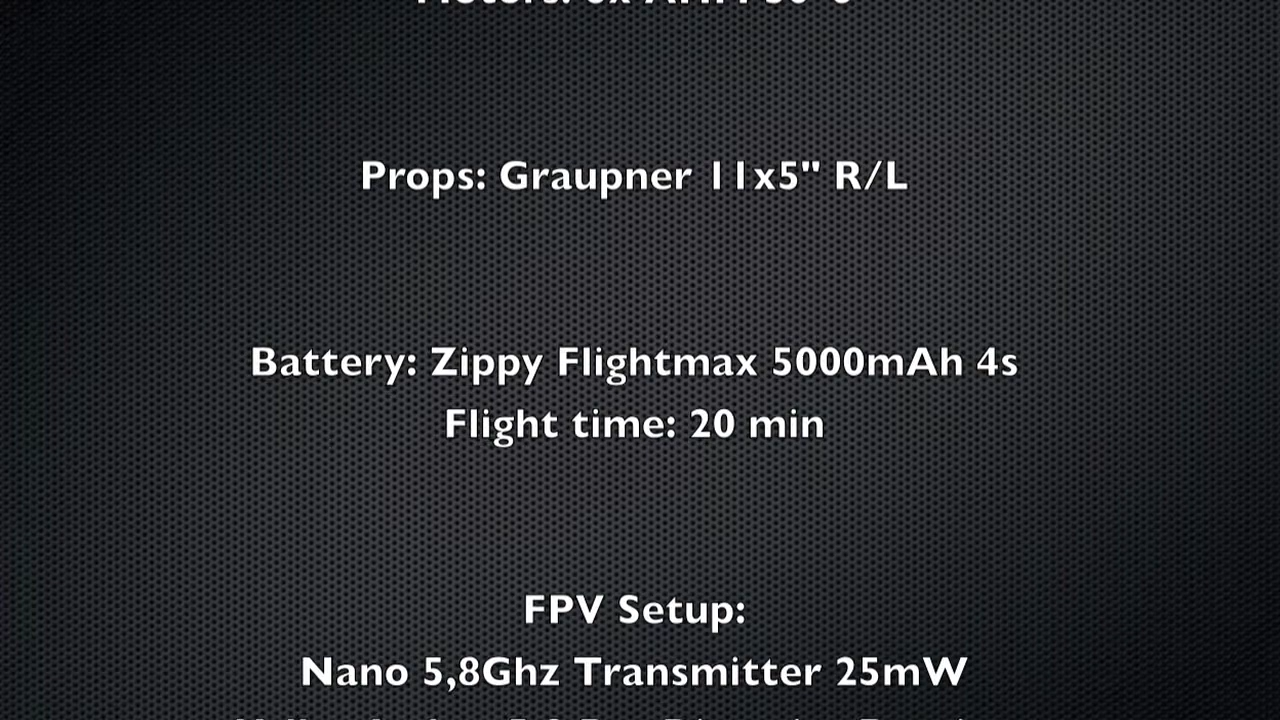 Props: Graupner 11x5" R/L
Battery: Zippy Flightmax 5000mAh 4s
Flight time: 20 min
FPV Setup:
Nano 5,8Ghz Transmitter 25mW